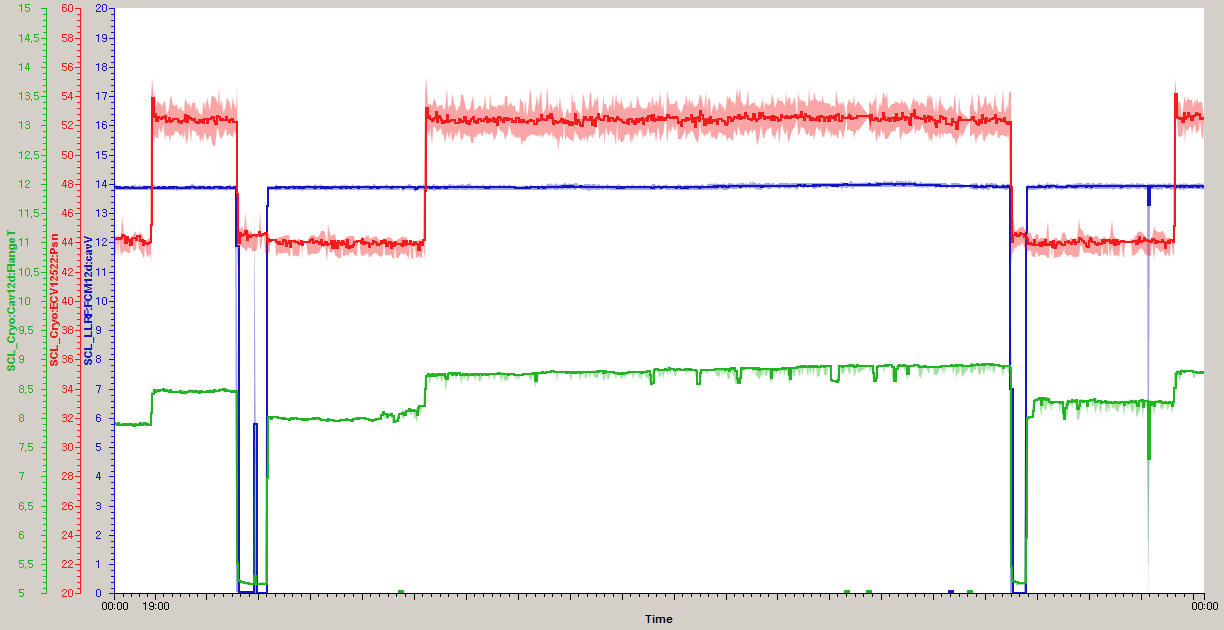 15 60 20
14,5 58 19
14 56 18
13,5 54 17
13 52 16
12,5 50 15
12 48 14
11,5 46 13
11 44 12
10,5 42 11
10 40 10
9,5 38 9
9 36 8
8,5 34 7
8 32 6
7,5 30 5
7 28 4
6,5 26 3
6 24 2
5,5 22 1
5 20 0
SCL_Cryo:Cav12d:FlangeT
SCL_Cryo:ECV12522:Psn
SCL_LLRF:FCM12d:cavV
00:00 19:00 00:00
Time